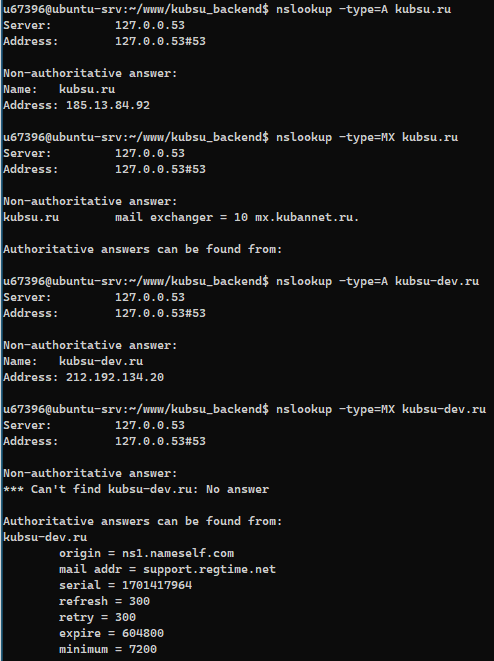 u67396@ubuntu-srv:~/www/kubsu_backend$ nslookup -type=A kubsu.ru
Server:         127.0.0.53
Address:        127.0.0.53#53

Non-authoritative answer:
Name:   kubsu.ru
Address: 185.13.84.92

u67396@ubuntu-srv:~/www/kubsu_backend$ nslookup -type=MX kubsu.ru
Server:         127.0.0.53
Address:        127.0.0.53#53

Non-authoritative answer:
kubsu.ru        mail exchanger = 10 mx.kubannet.ru.

Authoritative answers can be found from:

u67396@ubuntu-srv:~/www/kubsu_backend$ nslookup -type=A kubsu-dev.ru
Server:         127.0.0.53
Address:        127.0.0.53#53

Non-authoritative answer:
Name:   kubsu-dev.ru
Address: 212.192.134.20

u67396@ubuntu-srv:~/www/kubsu_backend$ nslookup -type=MX kubsu-dev.ru
Server:         127.0.0.53
Address:        127.0.0.53#53

Non-authoritative answer:
*** Can't find kubsu-dev.ru: No answer

Authoritative answers can be found from:
kubsu-dev.ru
        origin = ns1.nameself.com
        mail addr = support.regtime.net
        serial = 1701417964
        refresh = 300
        retry = 300
        expire = 604800
        minimum = 7200